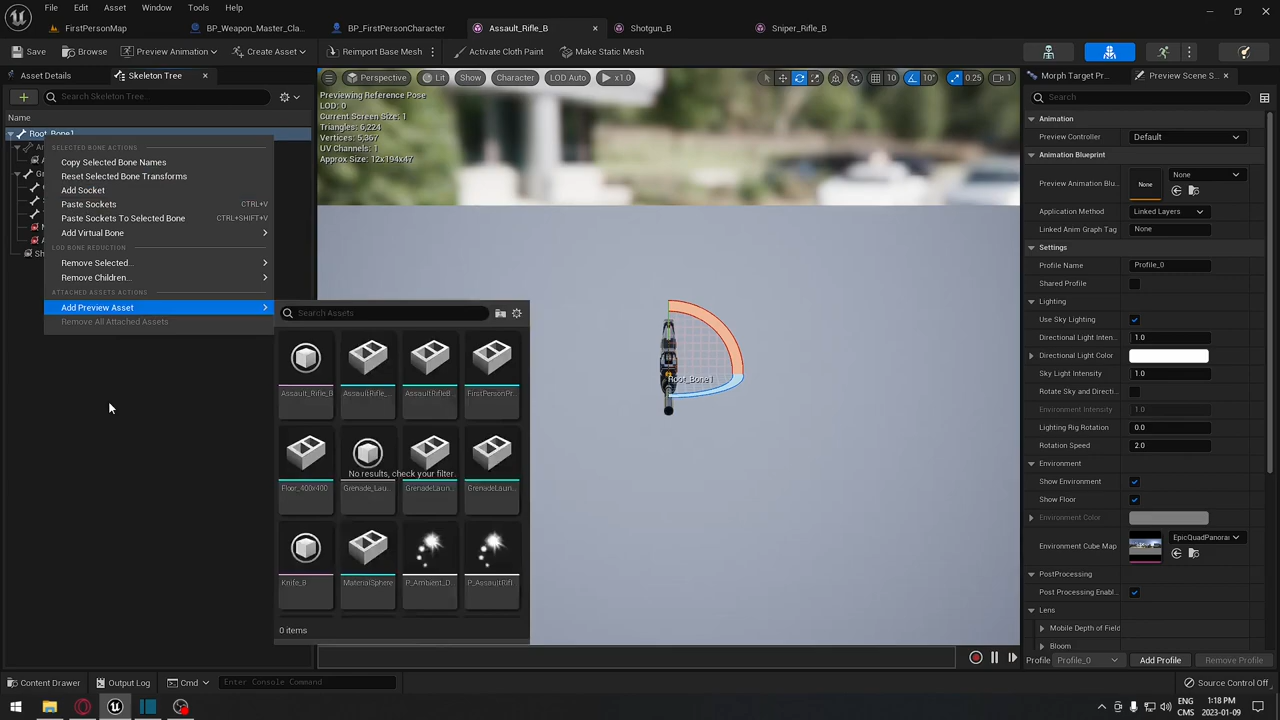 File Edit Asset Window Tools Help
FirstPersonMap
BP_Weapon_Master_Cla...
BP_FirstPersonCharacter
Assault_Rifle_B
Shotgun_B
Sniper_Rifle_B
Save
Browse
Preview Animation
Create Asset
Reimport Base Mesh
Activate Cloth Paint
Make Static Mesh
Asset Details
Skeleton Tree
Search Skeleton Tree...
Name
Root_Bone1
SELECTED BONE ACTIONS
Copy Selected Bone Names
Reset Selected Bone Transforms
Add Socket
Paste Sockets CTRL+V
Paste Sockets To Selected Bone CTRL+SHIFT+V
Add Virtual Bone
LOD BONE REDUCTION
Remove Selected...
Remove Children...
ATTACHED ASSETS ACTIONS
Add Preview Asset
Remove All Attached Assets
Search Assets
Assault_Rifle_B
AssaultRifle_...
AssaultRifleB...
FirstPersonPr...
Floor_400x400
Grenade_Lau...
GrenadeLaun...
GrenadeLaun...
No results, check your filter.
Knife_B
MaterialSphere
P_Ambient_D...
P_AssaultRifl...
0 items
Perspective
Lit
Show
Character
LOD Auto
x1.0
10
10°
0.25
1
Previewing Reference Pose
LOD: 0
Current Screen Size: 1
Triangles: 6,224
Vertices: 5,367
UV Channels: 1
Approx Size: 12x194x47
Root_Bone1
Morph Target Pr...
Preview Scene S...
Search
Animation
Preview Controller Default
Animation Blueprint
Preview Animation Blu... None None
Application Method Linked Layers
Linked Anim Graph Tag None
Settings
Profile Name Profile_0
Shared Profile
Lighting
Use Sky Lighting
Directional Light Inten... 1.0
Directional Light Color
Sky Light Intensity 1.0
Rotate Sky and Directi...
Environment Intensity 1.0
Lighting Rig Rotation 0.0
Rotation Speed 2.0
Environment
Show Environment
Show Floor
Environment Color
Environment Cube Map EpicQuadPanoram
PostProcessing
Post Processing Enabl...
Lens
Mobile Depth of Field
Bloom
Profile Profile_0 Add Profile Remove Profile
Content Drawer
Output Log
Cmd
Enter Console Command
Source Control Off
ENG
CMS
1:18 PM
2023-01-09